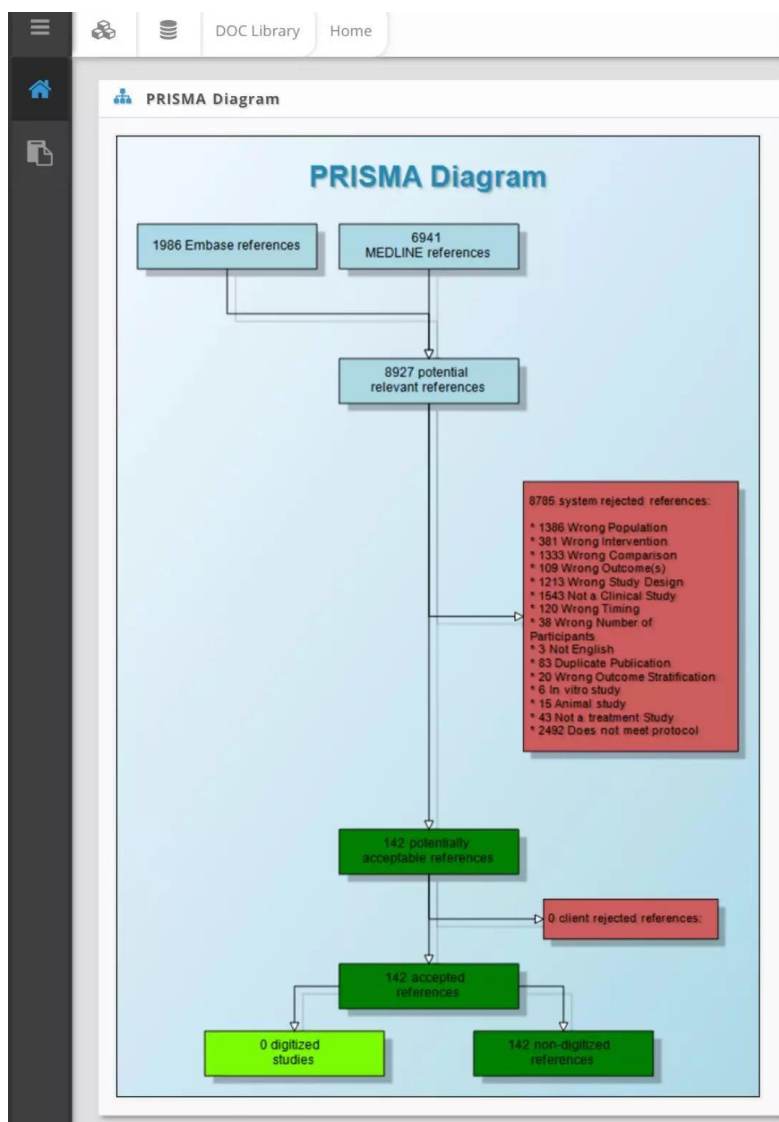 DOC Library Home
PRISMA Diagram
PRISMA Diagram
1986 Embase references
6941
MEDLINE references
8927 potential
relevant references
8785 system rejected references:
* 1386 Wrong Population
* 381 Wrong Intervention
* 1333 Wrong Comparison
* 109 Wrong Outcome(s)
* 1213 Wrong Study Design
* 1543 Not a Clinical Study
* 120 Wrong Timing
* 38 Wrong Number of
Participants
* 3 Not English
* 83 Duplicate Publication
* 20 Wrong Outcome Stratification
* 6 In vitro study
* 15 Animal study
* 43 Not a treatment Study
* 2492 Does not meet protocol
142 potentially
acceptable references
0 client rejected references:
142 accepted
references
0 digitized
studies
142 non-digitized
references